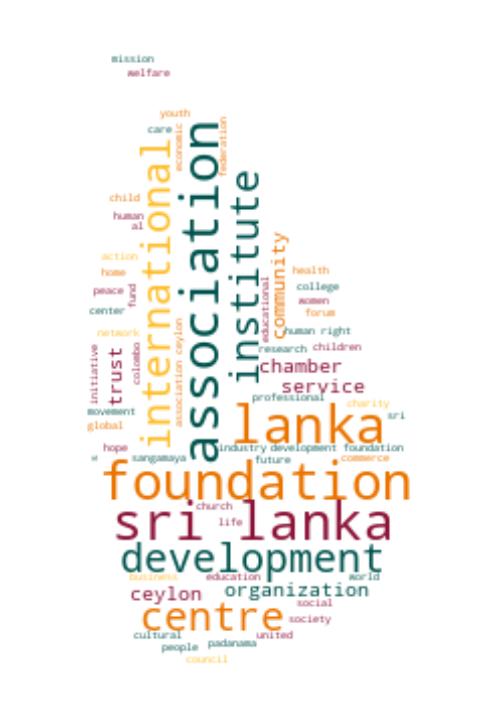 mission
welfare
youth
care
economic
federation
association
international
institute
child
human
al
community
action
health
home
college
educational
peace
fund
women
center
forum
network
human right
colombo
association ceylon
research
children
initiative
trust
chamber
service
professional
charity
movement
lanka
sri
global
hope
industry
development foundation
w
sangamaya
future
commerce
foundation
church
sri lanka
life
development
business
education
world
ceylon
organization
social
centre
society
cultural
united
people
padanama
council